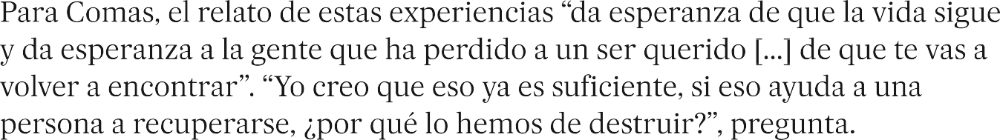 Para Comas, el relato de estas experiencias “da esperanza de que la vida sigue
y da esperanza a la gente que ha perdido a un ser querido [...] de que te vas a
volver a encontrar”. “Yo creo que eso ya es suficiente, si eso ayuda a una
persona a recuperarse, ¿por qué lo hemos de destruir?”, pregunta.